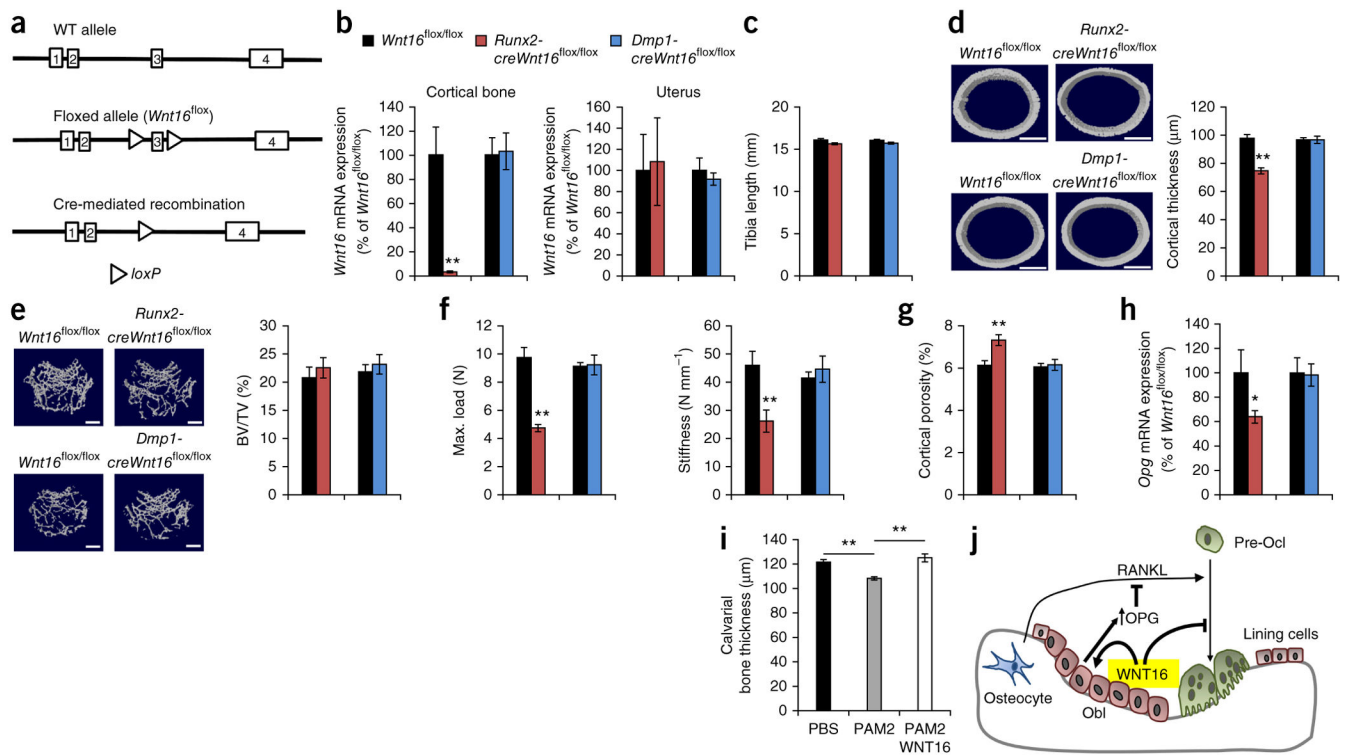 a
WT allele
1 2 3 4
Floxed allele (Wnt16flox)
1 2 3 4
Cre-mediated recombination
1 2 4
loxP
b
Wnt16flox/flox
Runx2-
creWnt16flox/flox
Dmp1-
creWnt16flox/flox
Cortical bone
Wnt16 mRNA expression
(% of Wnt16flox/flox)
120
100
80
60
40
20
0
**
Uterus
Wnt16 mRNA expression
(% of Wnt16flox/flox)
160
140
120
100
80
60
40
20
0
c
Tibia length (mm)
20
15
10
5
0
d
Wnt16flox/flox
Runx2-
creWnt16flox/flox
Wnt16flox/flox
Dmp1-
creWnt16flox/flox
Cortical thickness (μm)
120
100
80
60
40
20
0
**
e
Wnt16flox/flox
Runx2-
creWnt16flox/flox
Wnt16flox/flox
Dmp1-
creWnt16flox/flox
BV/TV (%)
30
25
20
15
10
5
0
f
Max. load (N)
12
10
8
6
4
2
0
**
Stiffness (N mm−1)
60
50
40
30
20
10
0
**
g
Cortical porosity (%)
8
6
4
2
0
**
h
Opg mRNA expression
(% of Wnt16flox/flox)
140
120
100
80
60
40
20
0
*
i
Calvarial
bone thickness (μm)
140
120
100
80
60
40
20
0
** **
PBS PAM2 PAM2
WNT16
j
Pre-Ocl
RANKL
↑OPG
Lining cells
WNT16
Osteocyte
Obl